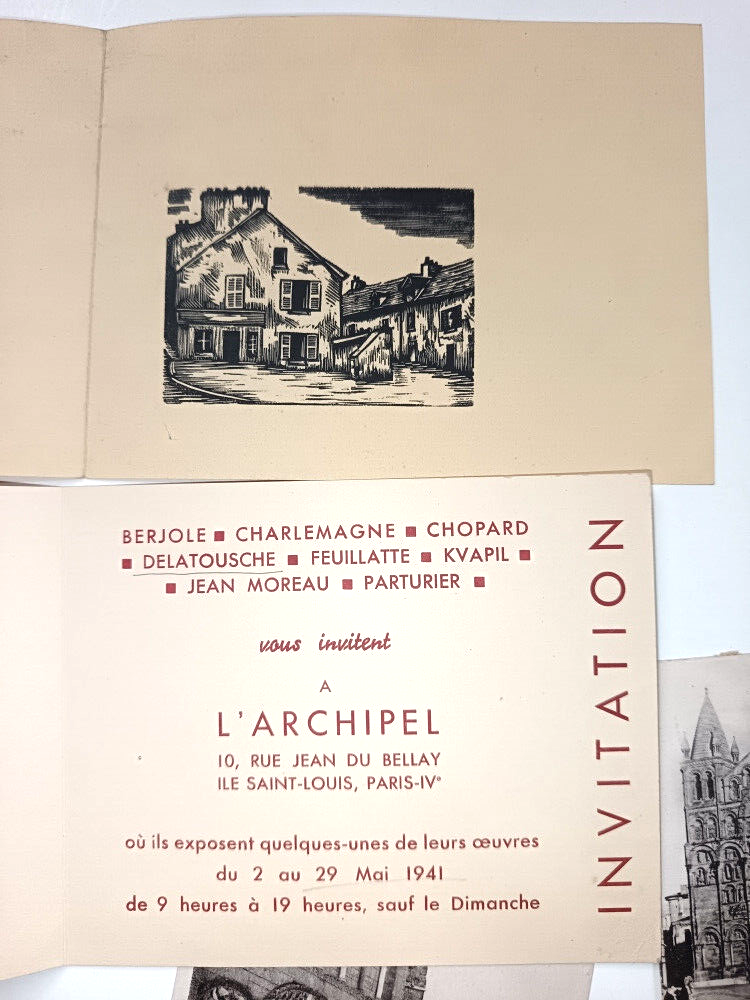 BERJOLE ■ CHARLEMAGNE ■ CHOPARD
■ DELATOUSCHE ■ FEUILLATTE ■ KVAPIL ■
■ JEAN MOREAU ■ PARTURIER ■
vous invitent
A
L'ARCHIPEL
10, RUE JEAN DU BELLAY
ILE SAINT-LOUIS, PARIS-IVe
où ils exposent quelques-unes de leurs œuvres
du 2 au 29 Mai 1941
de 9 heures à 19 heures, sauf le Dimanche
INVITATION